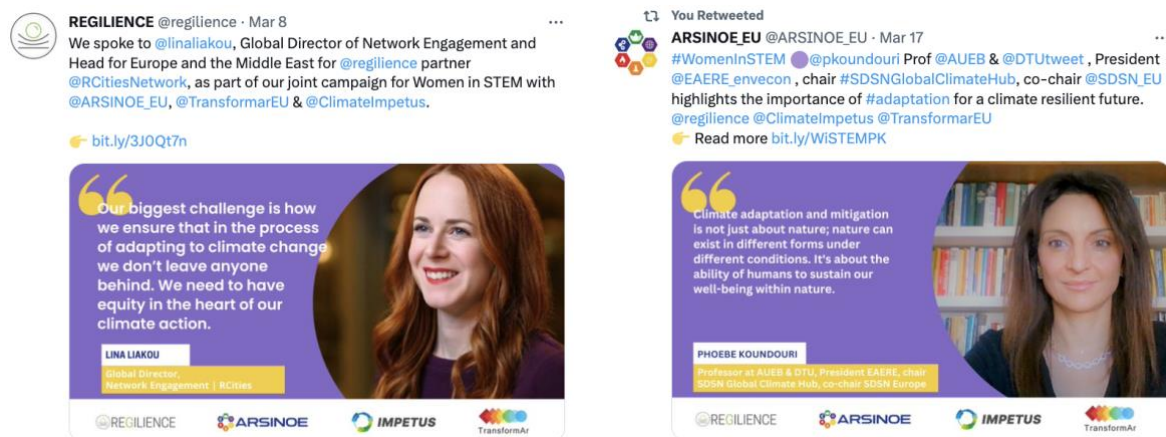 REGILIENCE @regilience · Mar 8
We spoke to @linaliakou, Global Director of Network Engagement and
Head for Europe and the Middle East for @regilience partner
@RCitiesNetwork, as part of our joint campaign for Women in STEM with
@ARSINOE_EU, @TransformarEU & @ClimateImpetus.
👉 bit.ly/3J0Qt7n
Our biggest challenge is how
we ensure that in the process
of adapting to climate change
we don't leave anyone
behind. We need to have
equity in the heart of our
climate action.
LINA LIAKOU
Global Director,
Network Engagement | RCities
REGILIENCE ARSINOE IMPETUS TransformAr
You Retweeted
ARSINOE_EU @ARSINOE_EU · Mar 17
#WomenInSTEM 🟣@pkoundouri Prof @AUEB & @DTUtweet , President
@EAERE_envecon , chair #SDSNGlobalClimateHub, co-chair @SDSN_EU
highlights the importance of #adaptation for a climate resilient future.
@regilience @ClimateImpetus @TransformarEU
👉 Read more bit.ly/WiSTEMPK
Climate adaptation and mitigation
is not just about nature; nature can
exist in different forms under
different conditions. It's about the
ability of humans to sustain our
well-being within nature.
PHOEBE KOUNDOURI
Professor at AUEB & DTU, President EAERE, chair
SDSN Global Climate Hub, co-chair SDSN Europe
REGILIENCE ARSINOE IMPETUS TransformAr